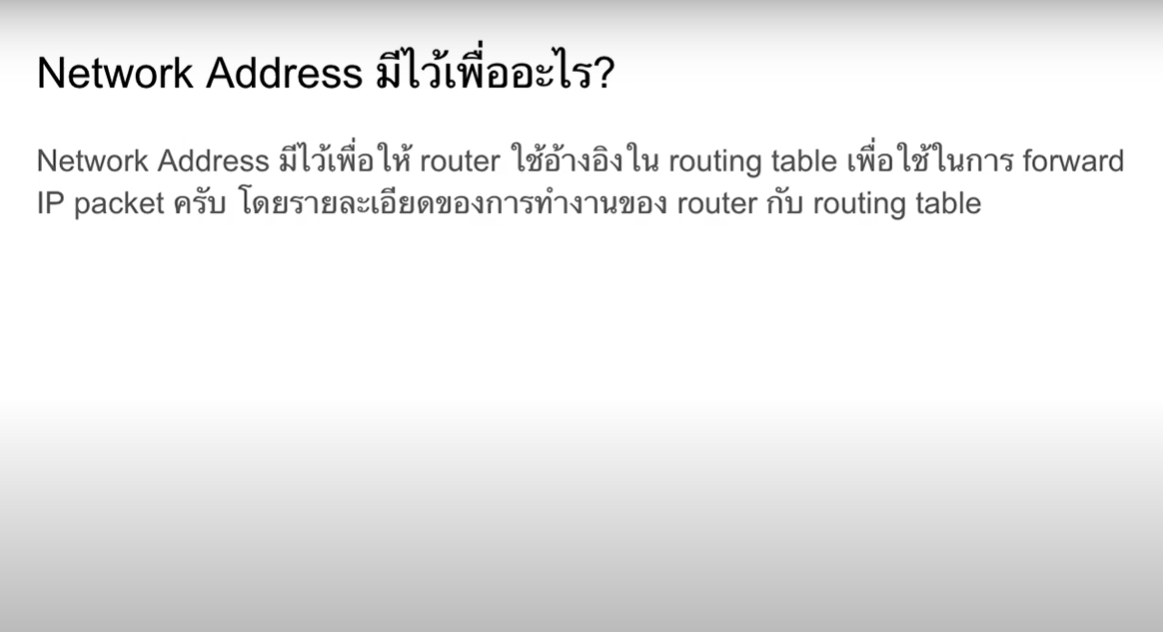 Network Address มีไว้เพื่ออะไร?
Network Address มีไว้เพื่อให้ router ใช้อ้างอิงใน routing table เพื่อใช้ในการ forward
IP packet ครับ โดยรายละเอียดของการทำงานของ router กับ routing table